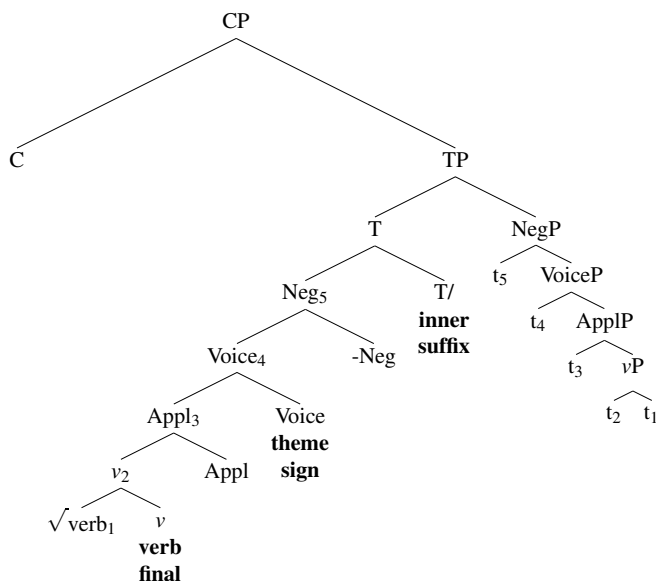 CP
C TP
T NegP
Neg₅ T/ inner suffix t₅ VoiceP
Voice₄ -Neg t₄ ApplP
Appl₃ Voice theme sign t₃ vP
v₂ Appl t₂ t₁
√verb₁ v
verb
final